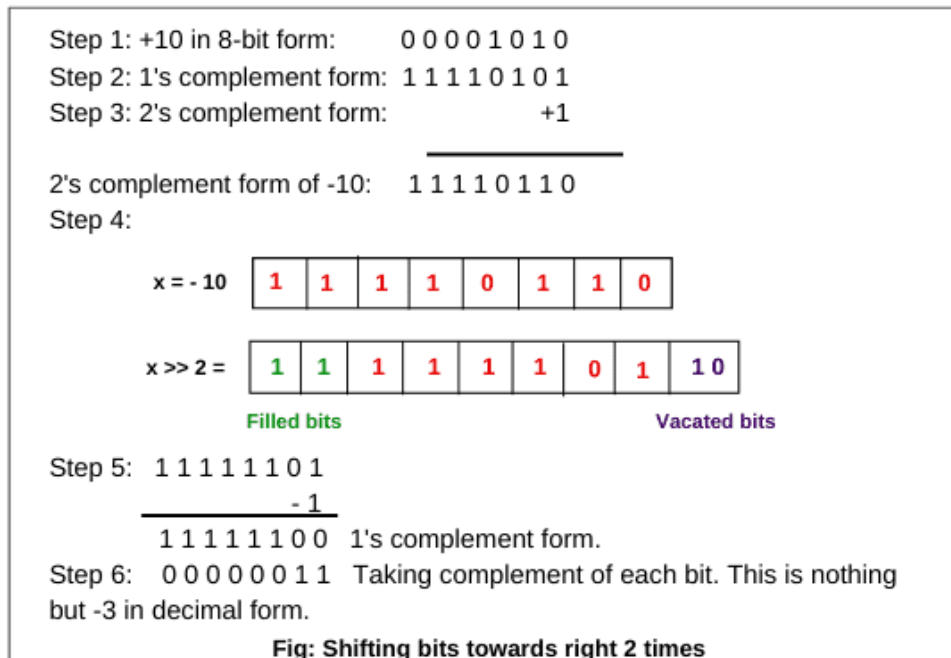 Step 1: +10 in 8-bit form: 0 0 0 0 1 0 1 0
Step 2: 1's complement form: 1 1 1 1 0 1 0 1
Step 3: 2's complement form: +1
2's complement form of -10: 1 1 1 1 0 1 1 0
Step 4:
x = - 10 1 1 1 1 0 1 1 0
x >> 2 = 1 1 1 1 1 1 0 1 1 0
Filled bits Vacated bits
Step 5: 1 1 1 1 1 1 0 1
- 1
1 1 1 1 1 1 0 0 1's complement form.
Step 6: 0 0 0 0 0 0 1 1 Taking complement of each bit. This is nothing
but -3 in decimal form.
Fig: Shifting bits towards right 2 times